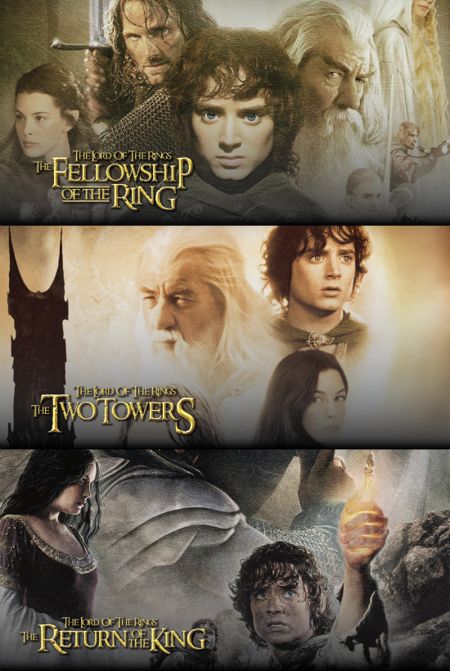 The Lord Of The Rings
The Fellowship
of the Ring
The Lord Of The Rings
The Two Towers
The Lord Of The Rings
The Return of the King